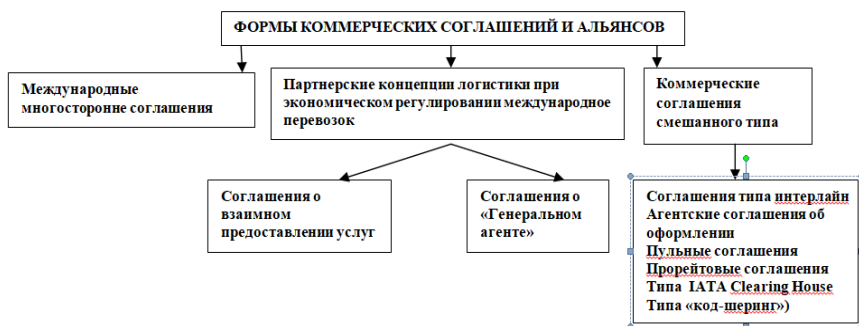 ФОРМЫ КОММЕРЧЕСКИХ СОГЛАШЕНИЙ И АЛЬЯНСОВ
Международные
многосторонне соглашения
Партнерские концепции логистики при
экономическом регулировании международное
перевозок
Коммерческие
соглашения
смешанного типа
Соглашения о
взаимном
предоставлении услуг
Соглашения о
«Генеральном
агенте»
Соглашения типа интерлайн
Агентские соглашения об
оформлении
Пульные соглашения
Прорейтовые соглашения
Типа IATA Clearing House
Типа «код-шеринг»)